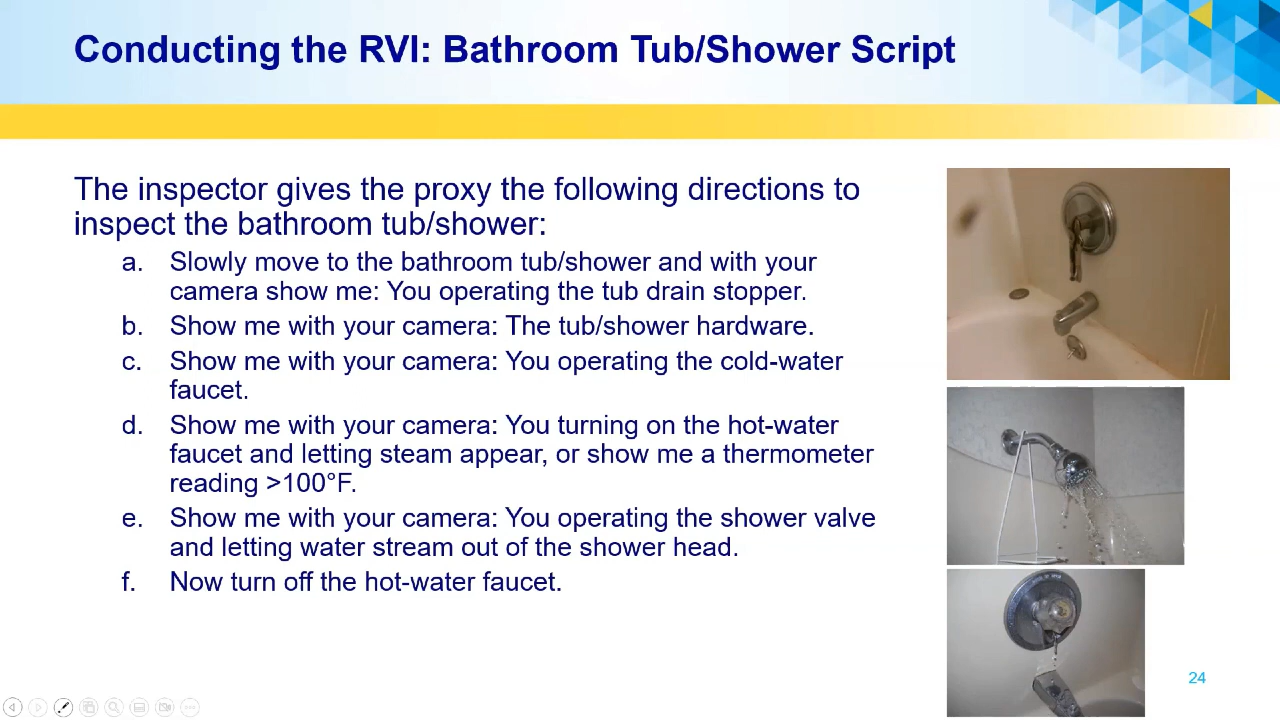 Conducting the RVI: Bathroom Tub/Shower Script
The inspector gives the proxy the following directions to
inspect the bathroom tub/shower:
a. Slowly move to the bathroom tub/shower and with your
camera show me: You operating the tub drain stopper.
b. Show me with your camera: The tub/shower hardware.
c. Show me with your camera: You operating the cold-water
faucet.
d. Show me with your camera: You turning on the hot-water
faucet and letting steam appear, or show me a thermometer
reading >100°F.
e. Show me with your camera: You operating the shower valve
and letting water stream out of the shower head.
f. Now turn off the hot-water faucet.
24